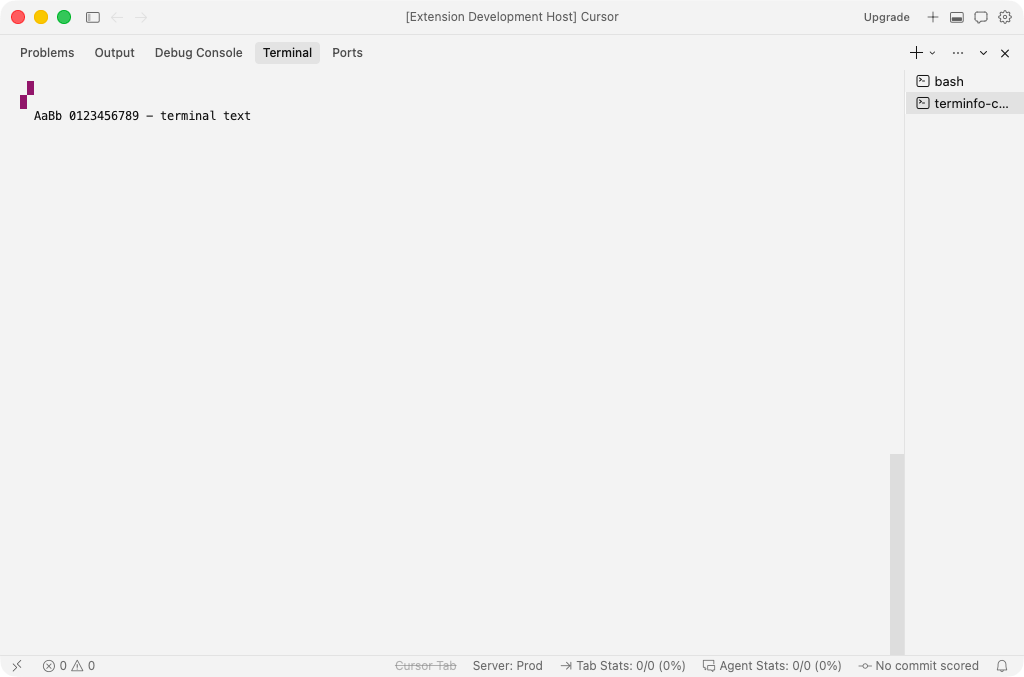 [Extension Development Host] Cursor
Upgrade
Problems Output Debug Console Terminal Ports
bash
terminfo-c...
AaBb 0123456789 – terminal text
0 0 Cursor Tab Server: Prod Tab Stats: 0/0 (0%) Agent Stats: 0/0 (0%) No commit scored